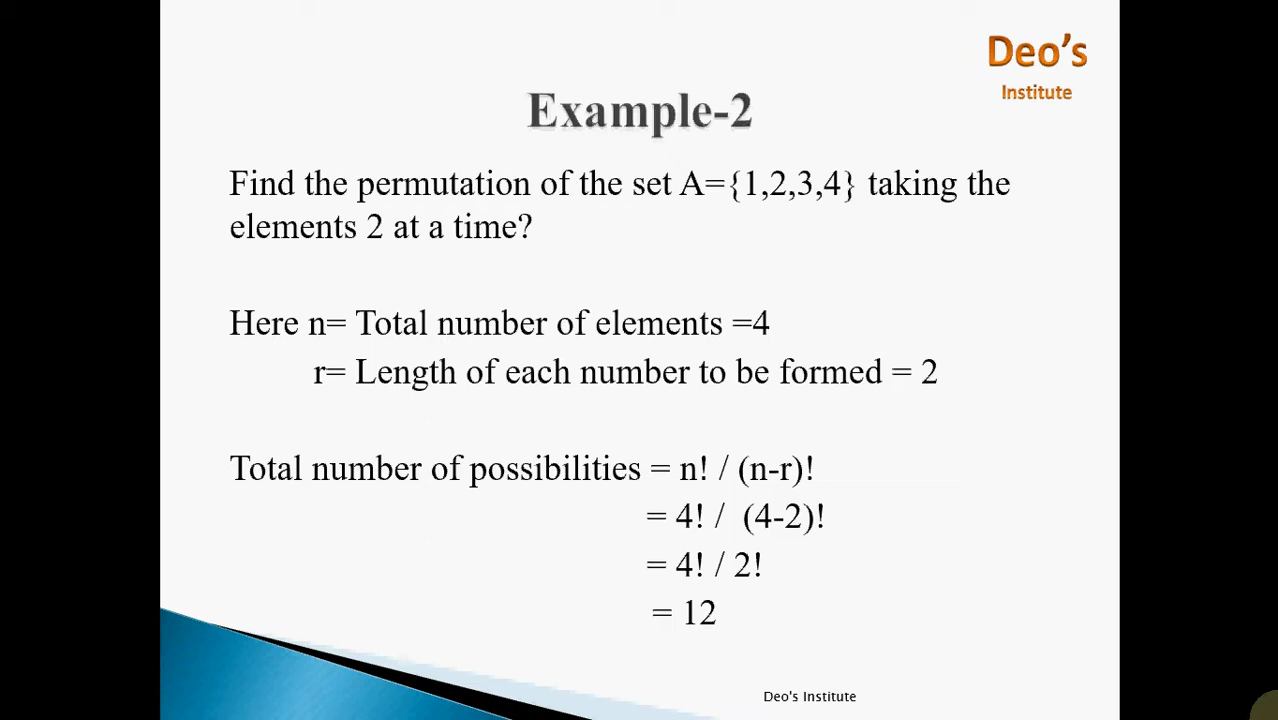 Deo's
Institute
Example-2
Find the permutation of the set A={1,2,3,4} taking the
elements 2 at a time?
Here n= Total number of elements =4
r= Length of each number to be formed = 2
Total number of possibilities = n! / (n-r)!
= 4! / (4-2)!
= 4! / 2!
= 12
Deo's Institute